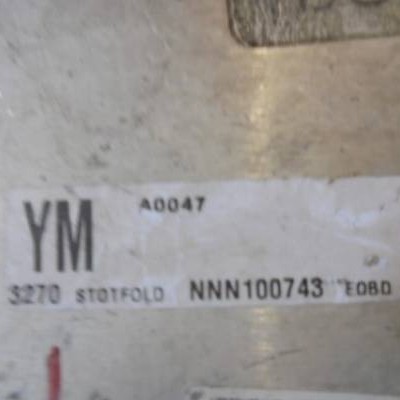 YM A0047
S270 STOTFOLD NNN100743 EOBD